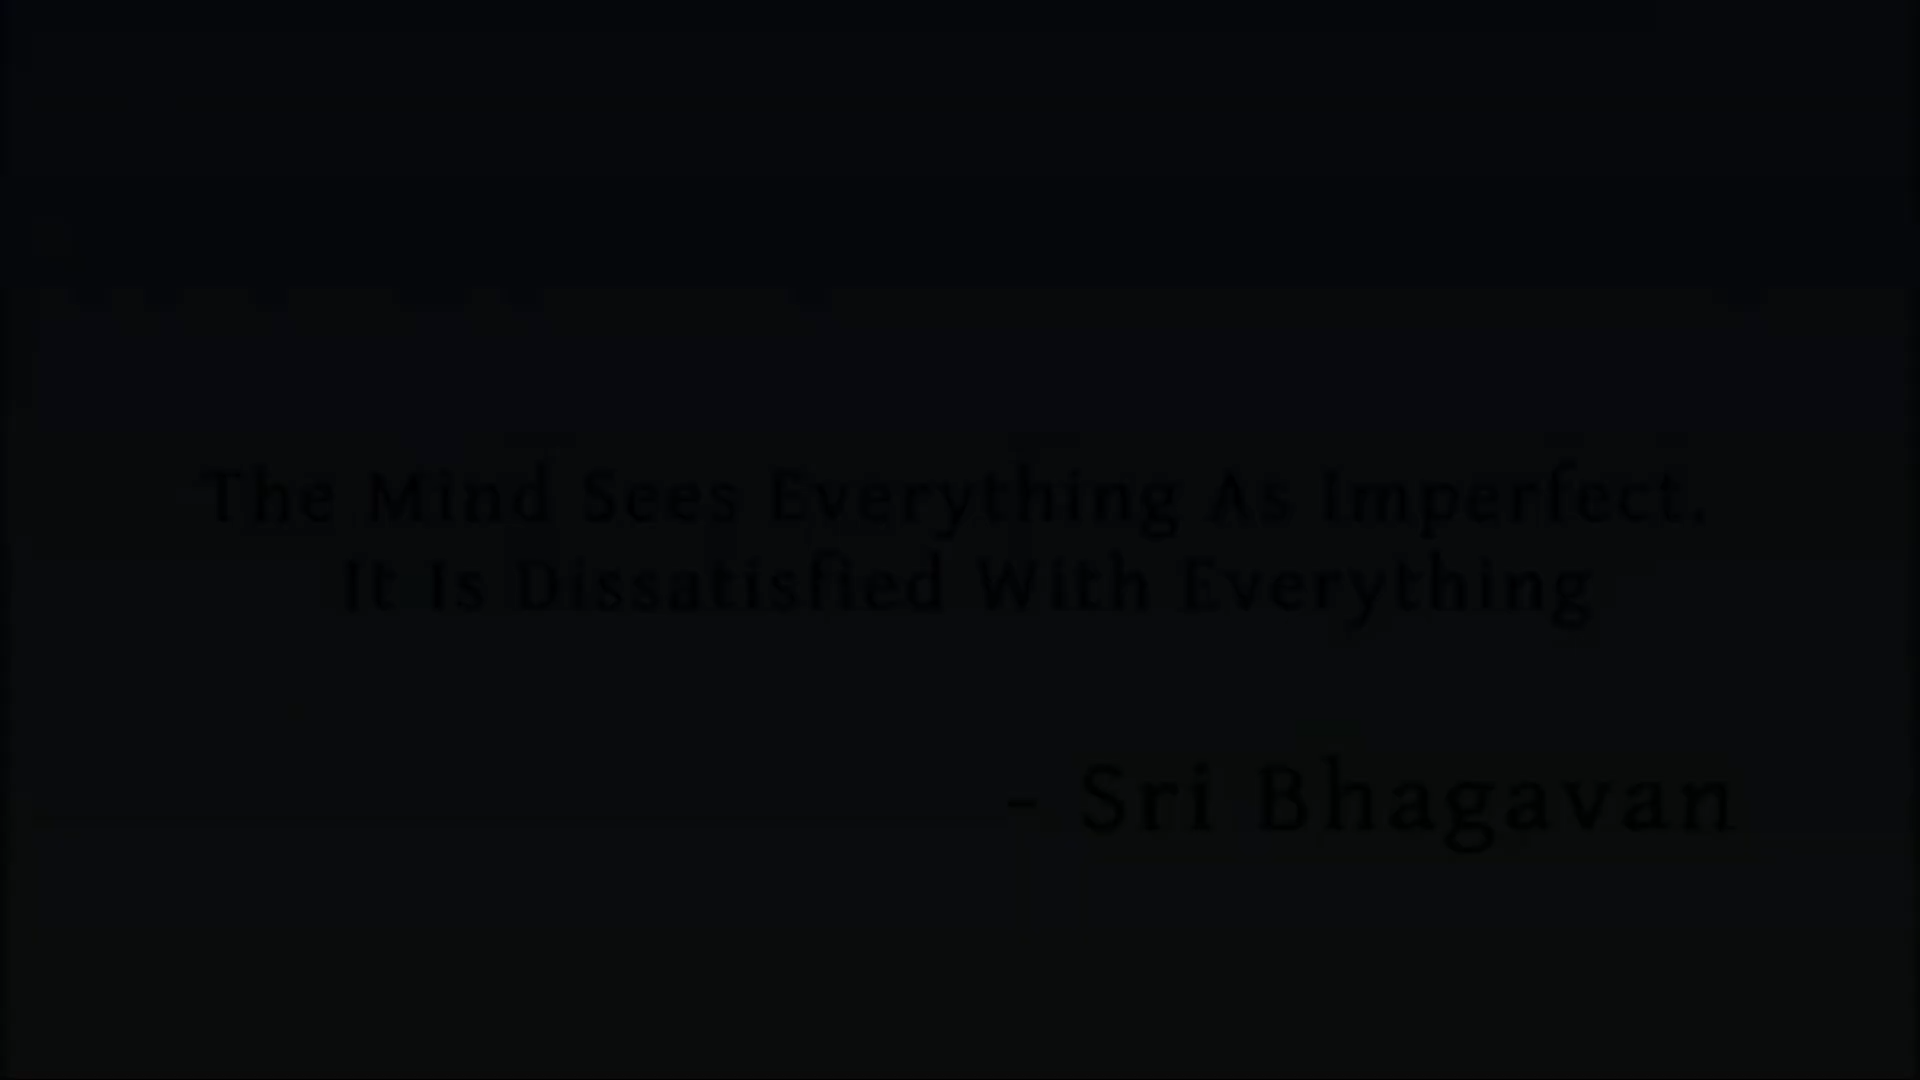 The Mind Sees Everything As Imperfect.
It Is Dissatisfied With Everything
- Sri Bhagavan